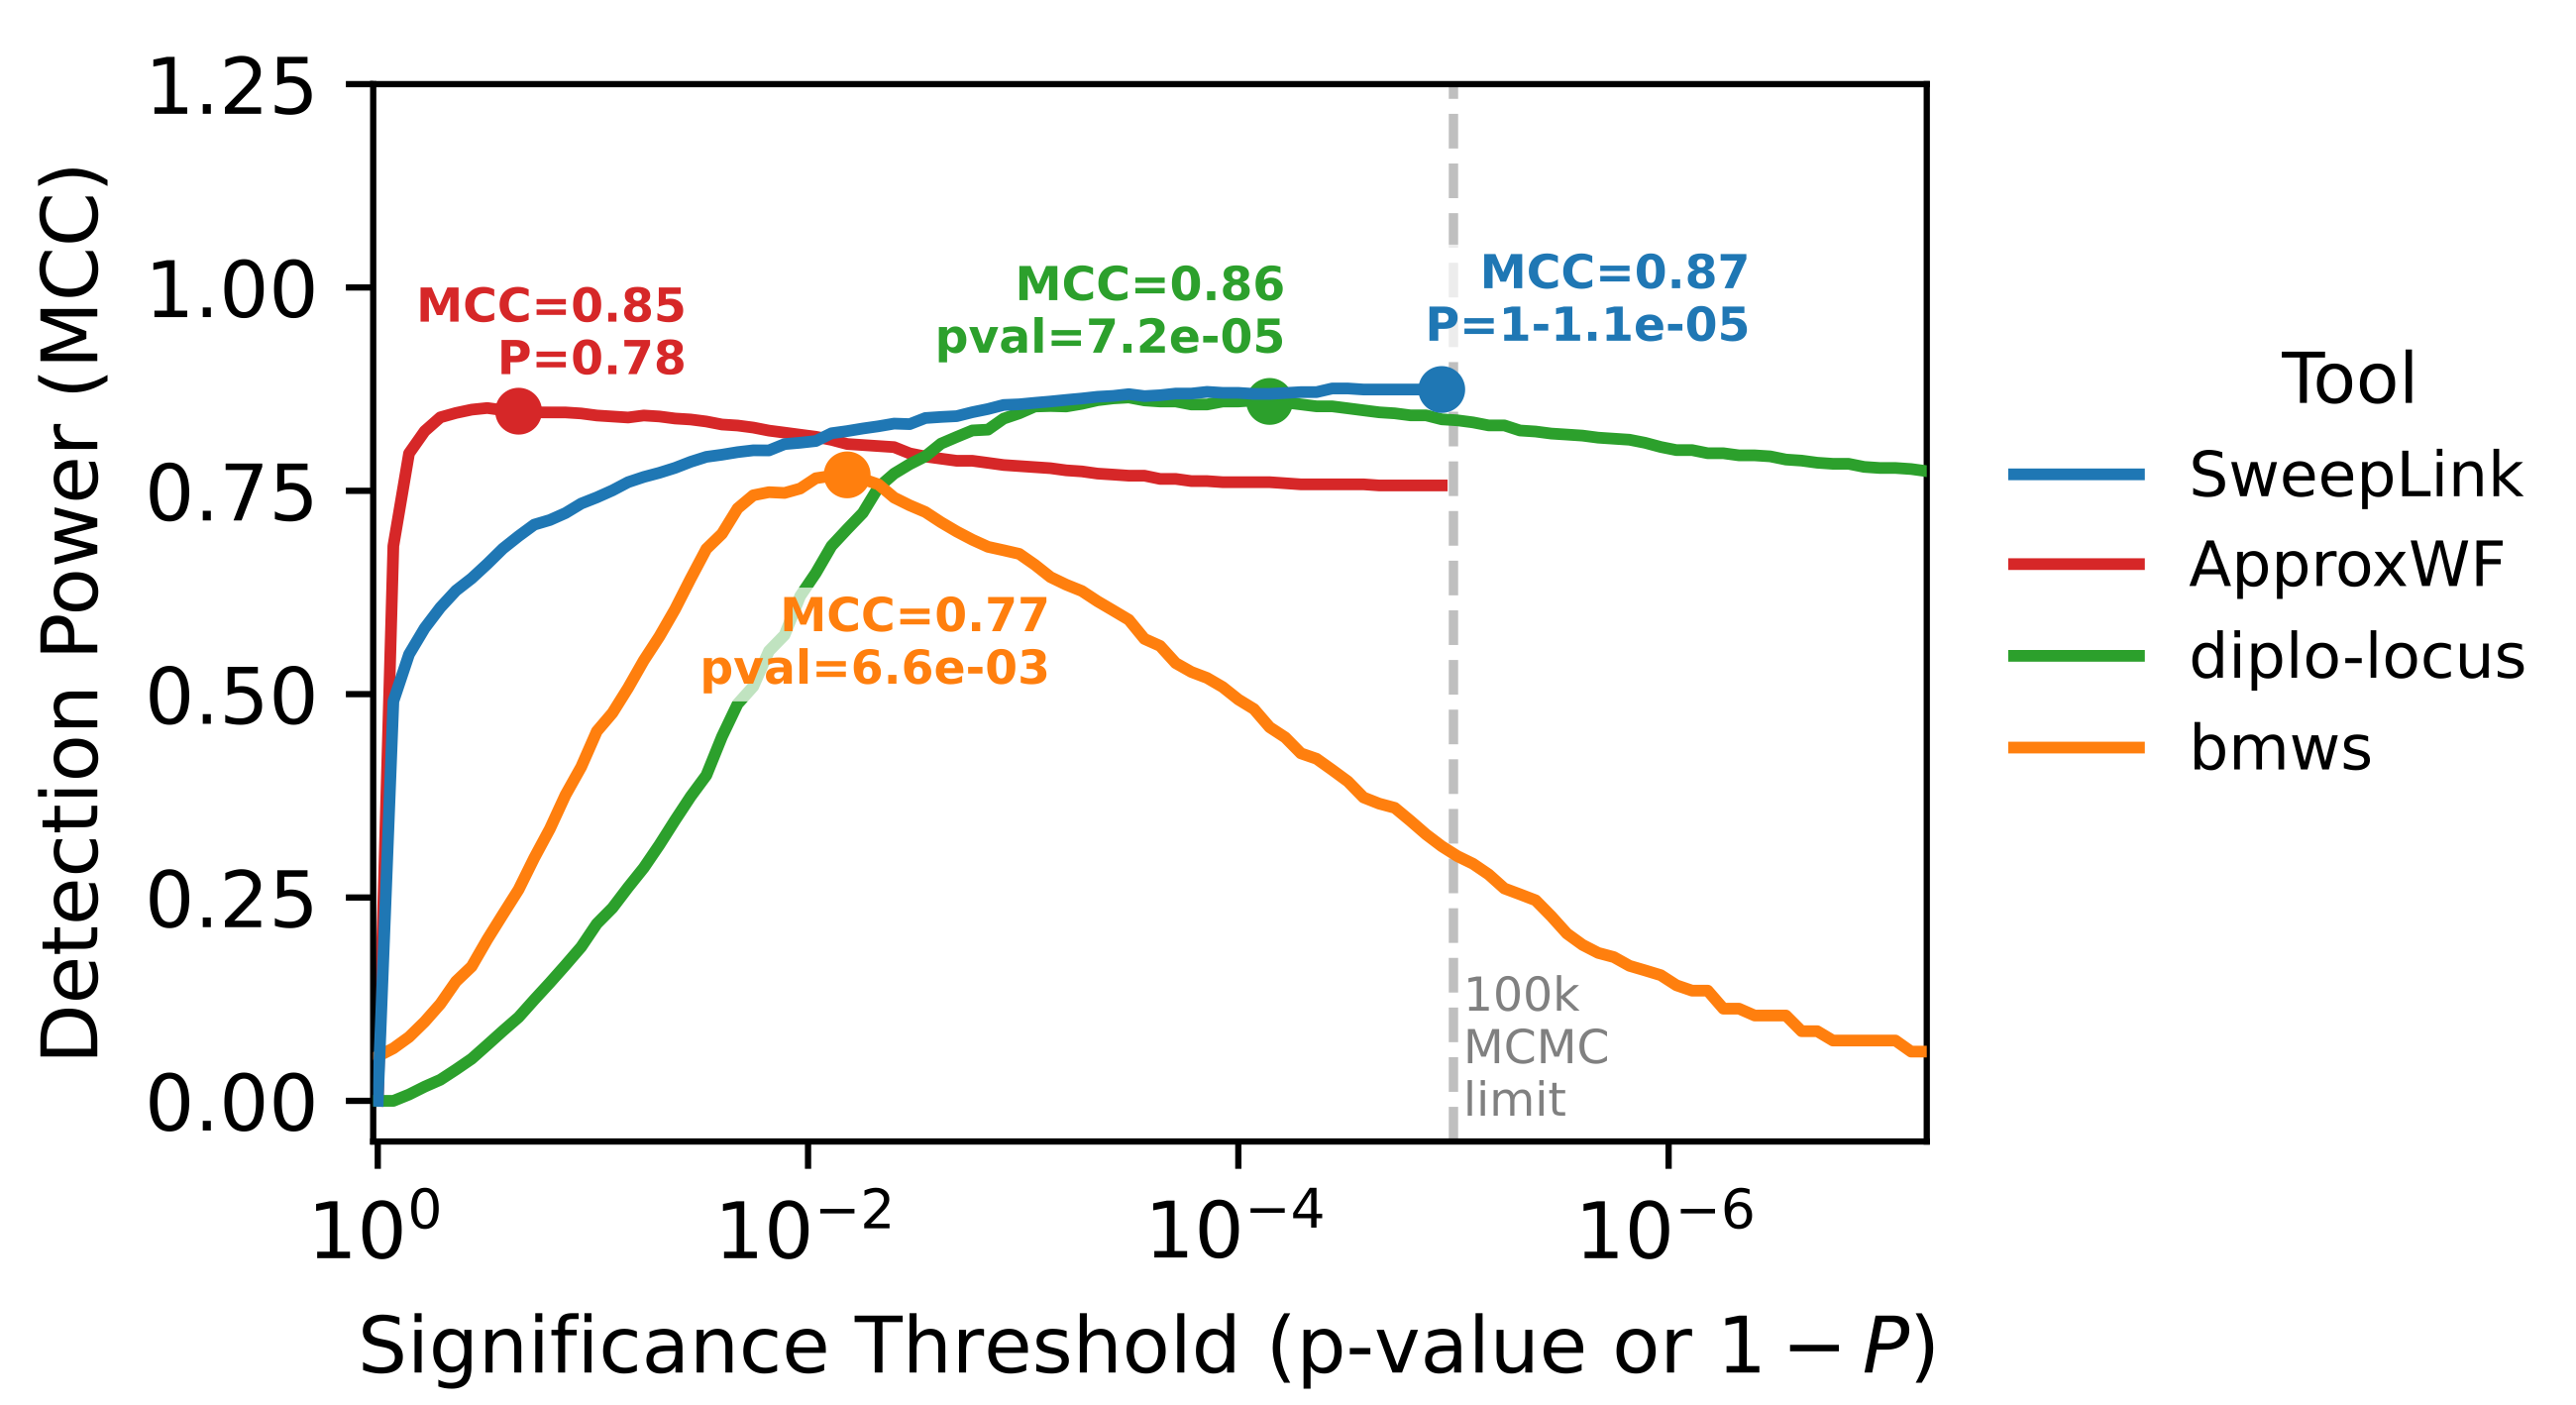 1.25
1.00
0.75
0.50
0.25
0.00
Detection Power (MCC)
MCC=0.85
P=0.78
MCC=0.86
pval=7.2e-05
MCC=0.87
P=1-1.1e-05
MCC=0.77
pval=6.6e-03
100k
MCMC
limit
10⁰
10⁻²
10⁻⁴
10⁻⁶
Significance Threshold (p-value or 1 − P)
Tool
SweepLink
ApproxWF
diplo-locus
bmws